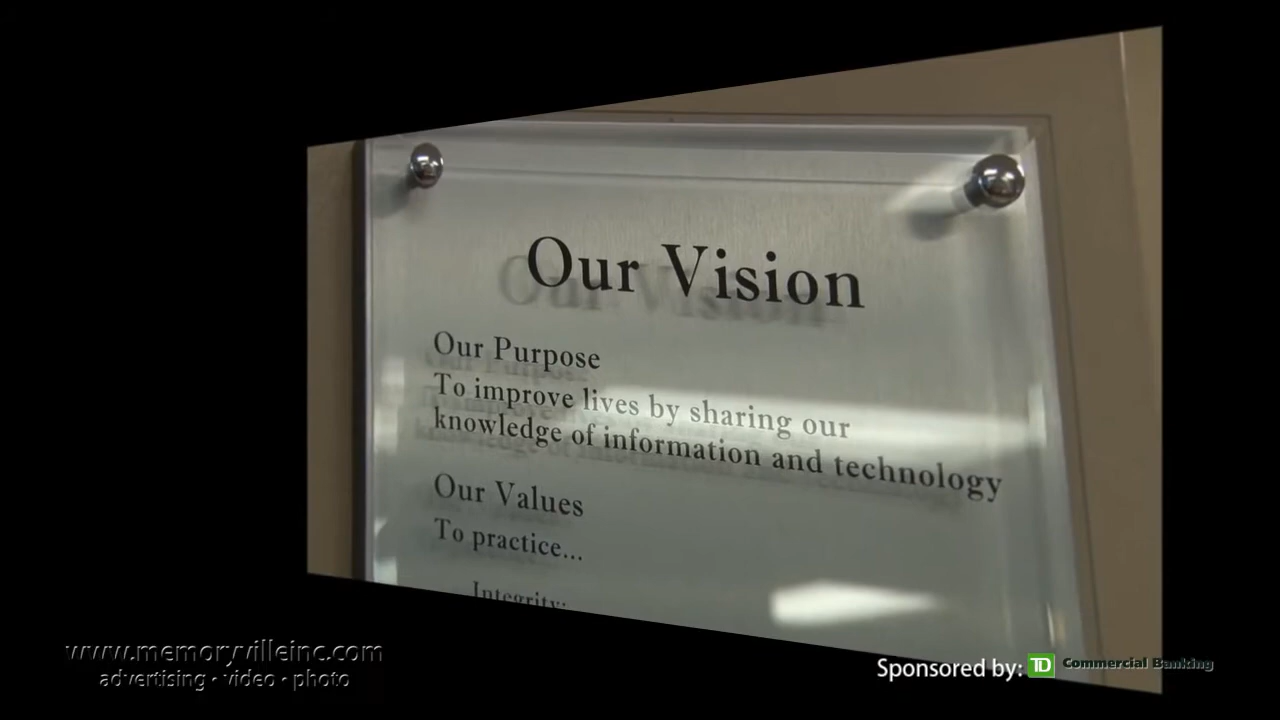 Our Vision
Our Purpose
To improve lives by sharing our
knowledge of information and technology
Our Values
To practice...
Integrity:
www.memoryvilleinc.com
advertising • video • photo
Sponsored by: TD Commercial Banking